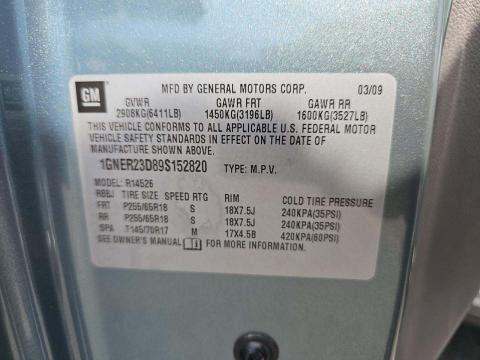 GM
MFD BY GENERAL MOTORS CORP. 03/09
GVWR GAWR FRT GAWR RR
2908KG(6411LB) 1450KG(3196LB) 1600KG(3527LB)
THIS VEHICLE CONFORMS TO ALL APPLICABLE U.S. FEDERAL MOTOR
VEHICLE SAFETY STANDARDS IN EFFECT ON THE DATE OF
MANUFACTURE SHOWN ABOVE.
1GNER23D89S152820 TYPE: M.P.V.
MODEL: R14526
RBBJ TIRE SIZE SPEED RTG RIM COLD TIRE PRESSURE
FRT P255/65R18 S 18X7.5J 240KPA(35PSI)
RR P255/65R18 S 18X7.5J 240KPA(35PSI)
SPA T145/70R17 M 17X4.5B 420KPA(60PSI)
SEE OWNER'S MANUAL FOR MORE INFORMATION.